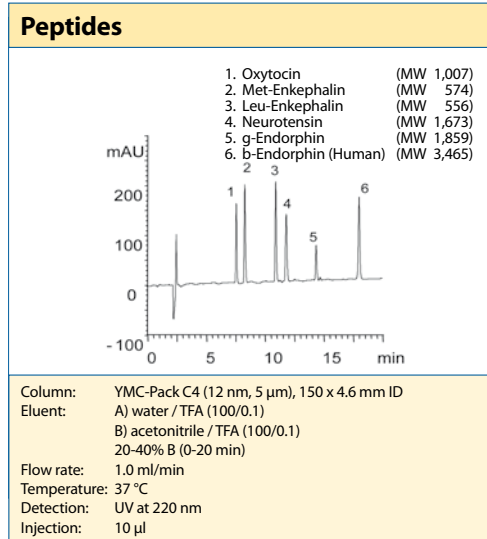 Peptides
1. Oxytocin (MW 1,007)
2. Met-Enkephalin (MW 574)
3. Leu-Enkephalin (MW 556)
4. Neurotensin (MW 1,673)
5. g-Endorphin (MW 1,859)
6. b-Endorphin (Human) (MW 3,465)
mAU
2 3
1 4 6
5
200
100
0
- 100
0 5 10 15 min
Column: YMC-Pack C4 (12 nm, 5 µm), 150 x 4.6 mm ID
Eluent: A) water / TFA (100/0.1)
B) acetonitrile / TFA (100/0.1)
20-40% B (0-20 min)
Flow rate: 1.0 ml/min
Temperature: 37 °C
Detection: UV at 220 nm
Injection: 10 µl